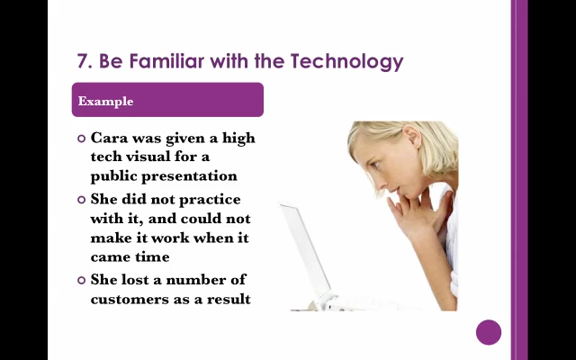 7. Be Familiar with the Technology
Example
Cara was given a high
tech visual for a
public presentation
She did not practice
with it, and could not
make it work when it
came time
She lost a number of
customers as a result